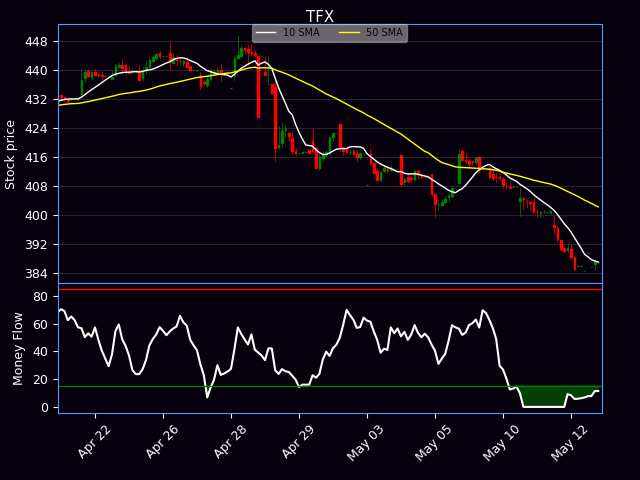 TFX
10 SMA
50 SMA
Stock price
448
440
432
424
416
408
400
392
384
Money Flow
80
60
40
20
0
Apr 22
Apr 26
Apr 28
Apr 29
May 03
May 05
May 10
May 12